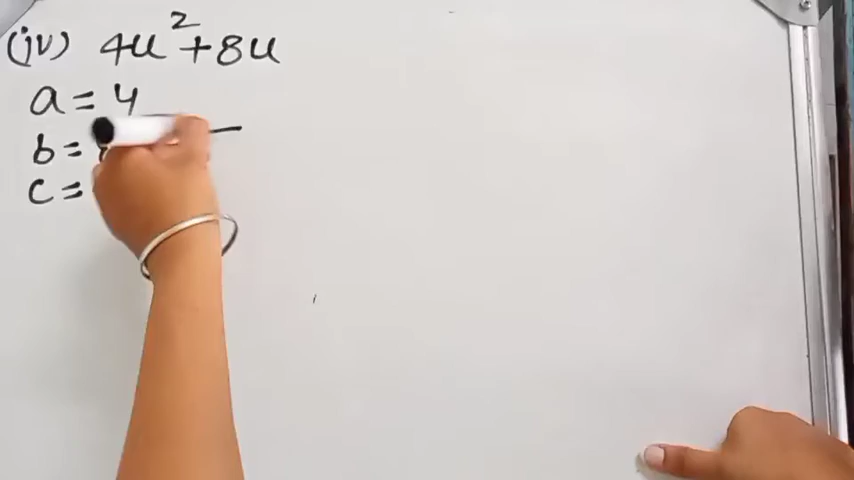 (iv) 4u²+8u
a = 4
b =
c =